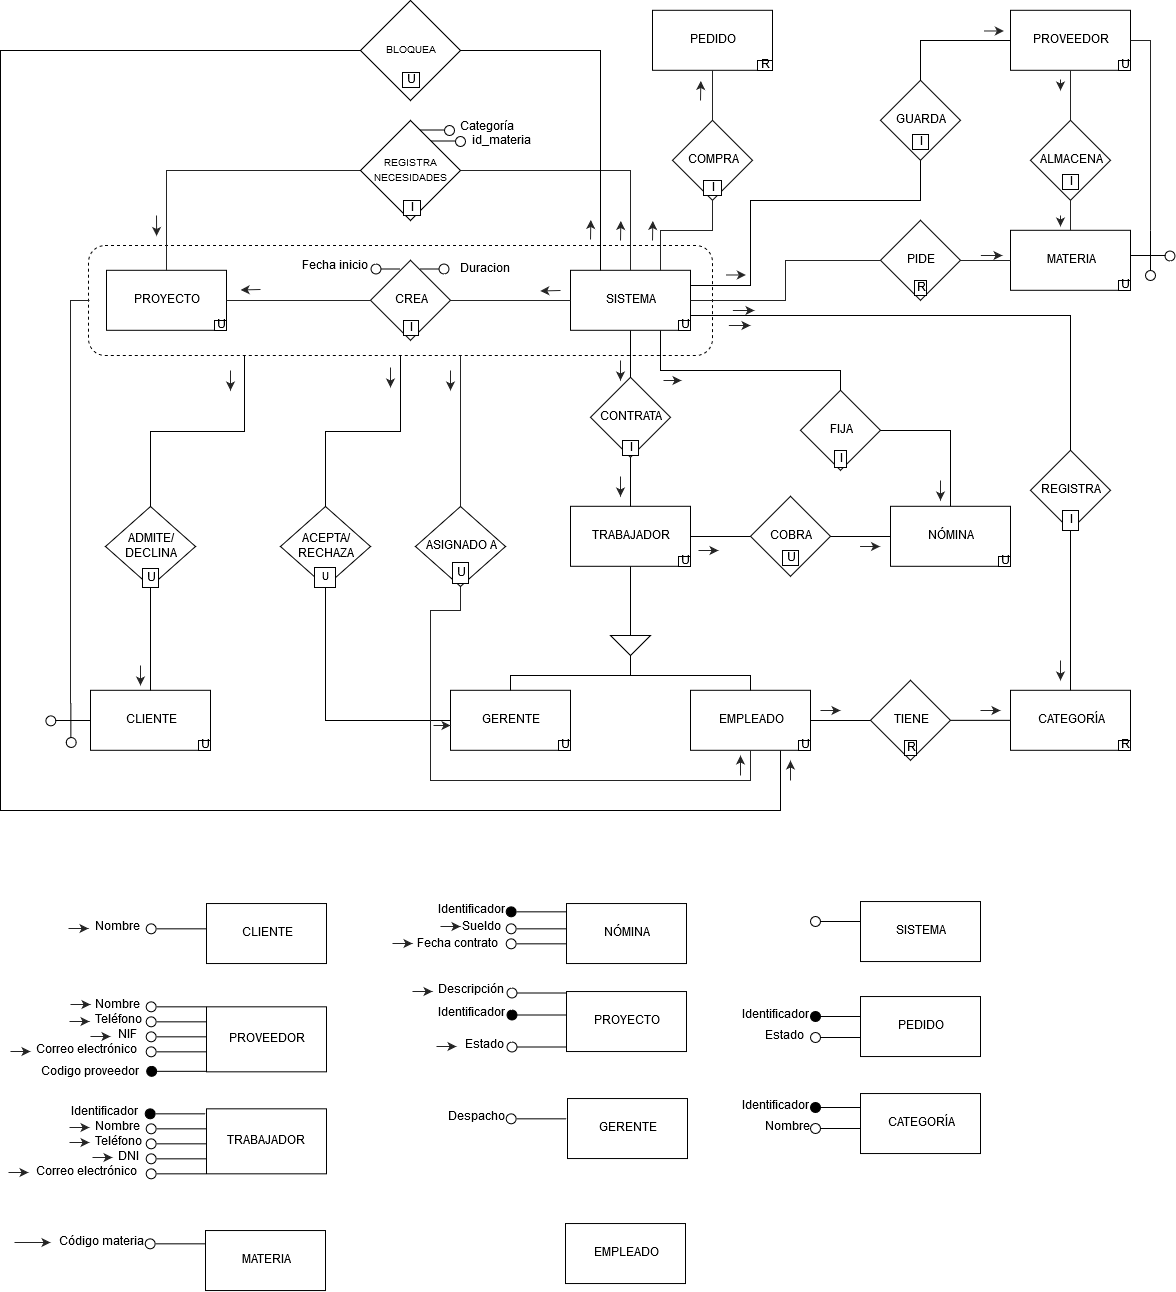 BLOQUEA
U
PEDIDO
R
PROVEEDOR
U
Categoría
id_materia
REGISTRA
NECESIDADES
I
COMPRA
I
GUARDA
I
ALMACENA
I
PROYECTO
U
Fecha inicio
Duracion
CREA
I
SISTEMA
U
PIDE
R
MATERIA
U
CONTRATA
I
FIJA
I
REGISTRA
I
ADMITE/
DECLINA
U
ACEPTA/
RECHAZA
U
ASIGNADO A
U
TRABAJADOR
U
COBRA
U
NÓMINA
U
CLIENTE
U
GERENTE
U
EMPLEADO
U
TIENE
R
CATEGORÍA
R
Nombre
CLIENTE
Identificador
Sueldo
Fecha contrato
NÓMINA
SISTEMA
Nombre
Teléfono
NIF
Correo electrónico
Codigo proveedor
PROVEEDOR
Descripción
Identificador
Estado
PROYECTO
Identificador
Estado
PEDIDO
Identificador
Nombre
Teléfono
DNI
Correo electrónico
TRABAJADOR
Despacho
GERENTE
Identificador
Nombre
CATEGORÍA
Código materia
MATERIA
EMPLEADO